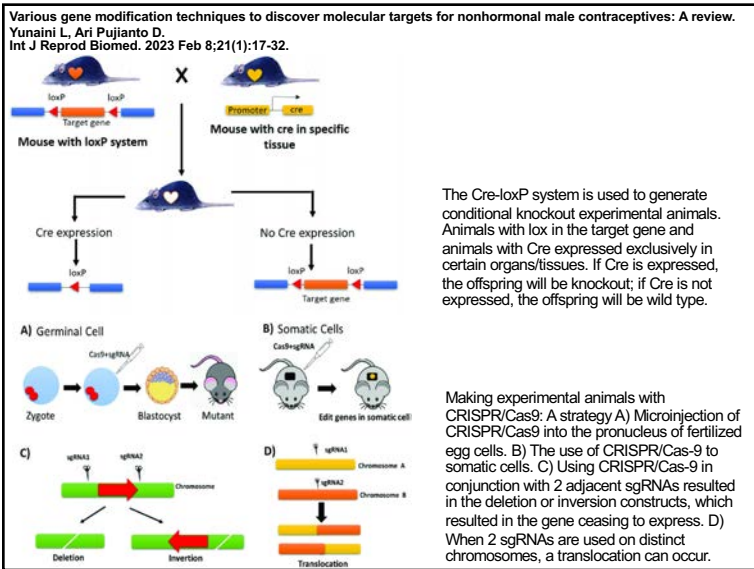 Various gene modification techniques to discover molecular targets for nonhormonal male contraceptives: A review.
Yunaini L, Ari Pujianto D.
Int J Reprod Biomed. 2023 Feb 8;21(1):17-32.
X
loxP loxP
Target gene
Mouse with loxP system
Promoter cre
Mouse with cre in specific
tissue
Cre expression
No Cre expression
loxP
loxP loxP
Target gene
The Cre-loxP system is used to generate
conditional knockout experimental animals.
Animals with lox in the target gene and
animals with Cre expressed exclusively in
certain organs/tissues. If Cre is expressed,
the offspring will be knockout; if Cre is not
expressed, the offspring will be wild type.
A) Germinal Cell
Cas9+sgRNA
Zygote
Blastocyst
Mutant
B) Somatic Cells
Cas9+sgRNA
Edit genes in somatic cell
C)
sgRNA1 sgRNA2
Chromosome
Deletion
Invertion
D)
sgRNA1
Chromosome A
sgRNA2
Chromosome B
Translocation
Making experimental animals with
CRISPR/Cas9: A strategy A) Microinjection of
CRISPR/Cas9 into the pronucleus of fertilized
egg cells. B) The use of CRISPR/Cas-9 to
somatic cells. C) Using CRISPR/Cas-9 in
conjunction with 2 adjacent sgRNAs resulted
in the deletion or inversion constructs, which
resulted in the gene ceasing to express. D)
When 2 sgRNAs are used on distinct
chromosomes, a translocation can occur.